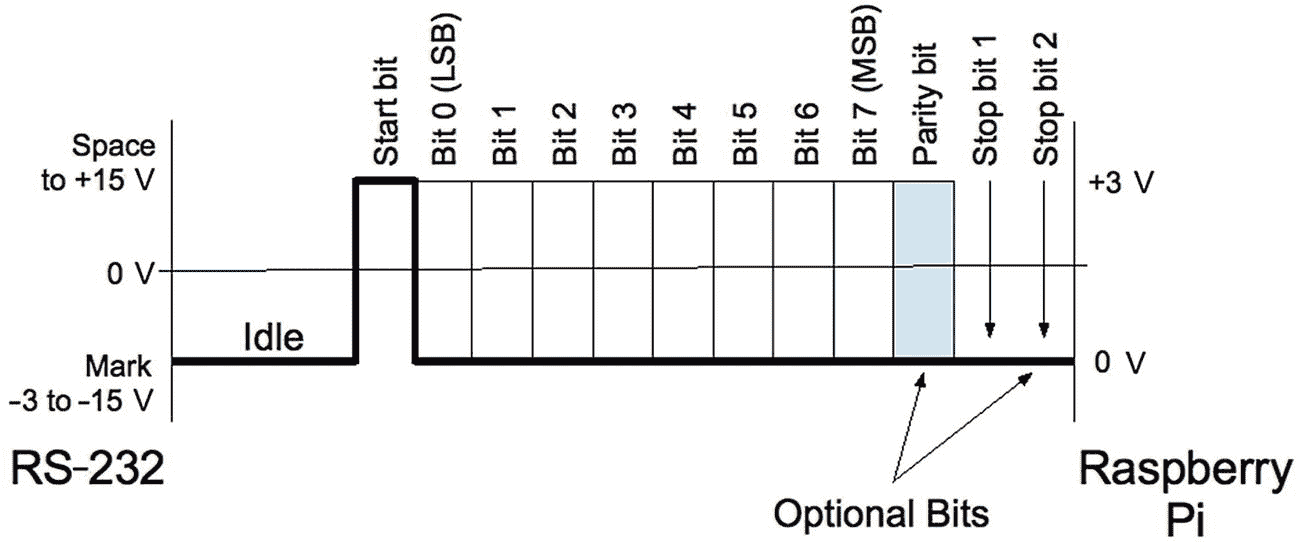 Start bit
Bit 0 (LSB)
Bit 1
Bit 2
Bit 3
Bit 4
Bit 5
Bit 6
Bit 7 (MSB)
Parity bit
Stop bit 1
Stop bit 2
Space
to +15 V
+3 V
0 V
Idle
Mark
-3 to -15 V
0 V
RS-232
Raspberry
Pi
Optional Bits